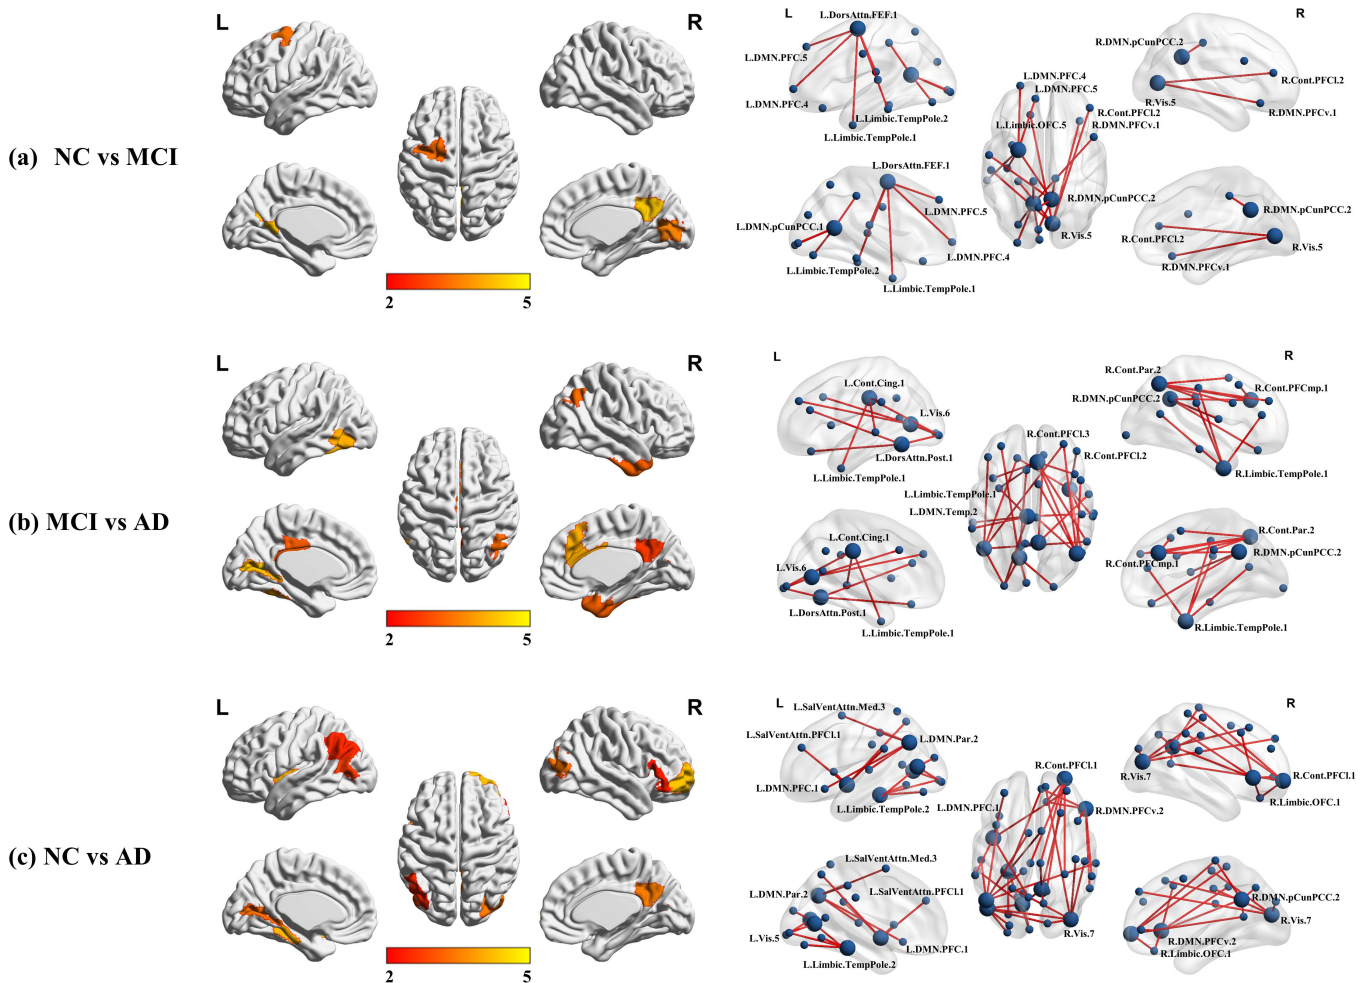 L
R
(a) NC vs MCI
2
5
L
R
L.DorsAttn.FEF.1
L.DMN.PFC.5
L.DMN.PFC.4
L.Limbic.TempPole.2
L.Limbic.TempPole.1
L.DMN.PFC.4
L.DMN.PFC.5
R.Cont.PFCl.2
R.DMN.PFCv.1
L.Limbic.OFC.5
R.DMN.pCunPCC.2
R.Vis.5
R.DMN.pCunPCC.2
R.Cont.PFCl.2
R.Vis.5
R.DMN.PFCv.1
L.DorsAttn.FEF.1
L.DMN.PFC.5
L.DMN.pCunPCC.1
L.DMN.PFC.4
L.Limbic.TempPole.2
L.Limbic.TempPole.1
R.DMN.pCunPCC.2
R.Cont.PFCl.2
R.Vis.5
R.DMN.PFCv.1
L
R
(b) MCI vs AD
2
5
L
R
L.Cont.Cing.1
L.Vis.6
L.DorsAttn.Post.1
L.Limbic.TempPole.1
R.Cont.PFCl.3
R.Cont.PFCl.2
L.Limbic.TempPole.1
L.DMN.Temp.2
R.Cont.Par.2
R.DMN.pCunPCC.2
R.Cont.PFCmp.1
R.Limbic.TempPole.1
L.Cont.Cing.1
L.Vis.6
L.DorsAttn.Post.1
L.Limbic.TempPole.1
R.Cont.Par.2
R.DMN.pCunPCC.2
R.Cont.PFCmp.1
R.Limbic.TempPole.1
L
R
(c) NC vs AD
2
5
L
R
L.SalVentAttn.Med.3
L.SalVentAttn.PFCl.1
L.DMN.Par.2
L.DMN.PFC.1
L.Limbic.TempPole.2
R.Cont.PFCl.1
L.DMN.PFC.1
R.DMN.PFCv.2
R.Vis.7
R.Vis.7
R.Cont.PFCl.1
R.Limbic.OFC.1
L.SalVentAttn.Med.3
L.DMN.Par.2
L.SalVentAttn.PFCl.1
L.Vis.5
L.DMN.PFC.1
L.Limbic.TempPole.2
R.DMN.pCunPCC.2
R.Vis.7
R.DMN.PFCv.2
R.Limbic.OFC.1